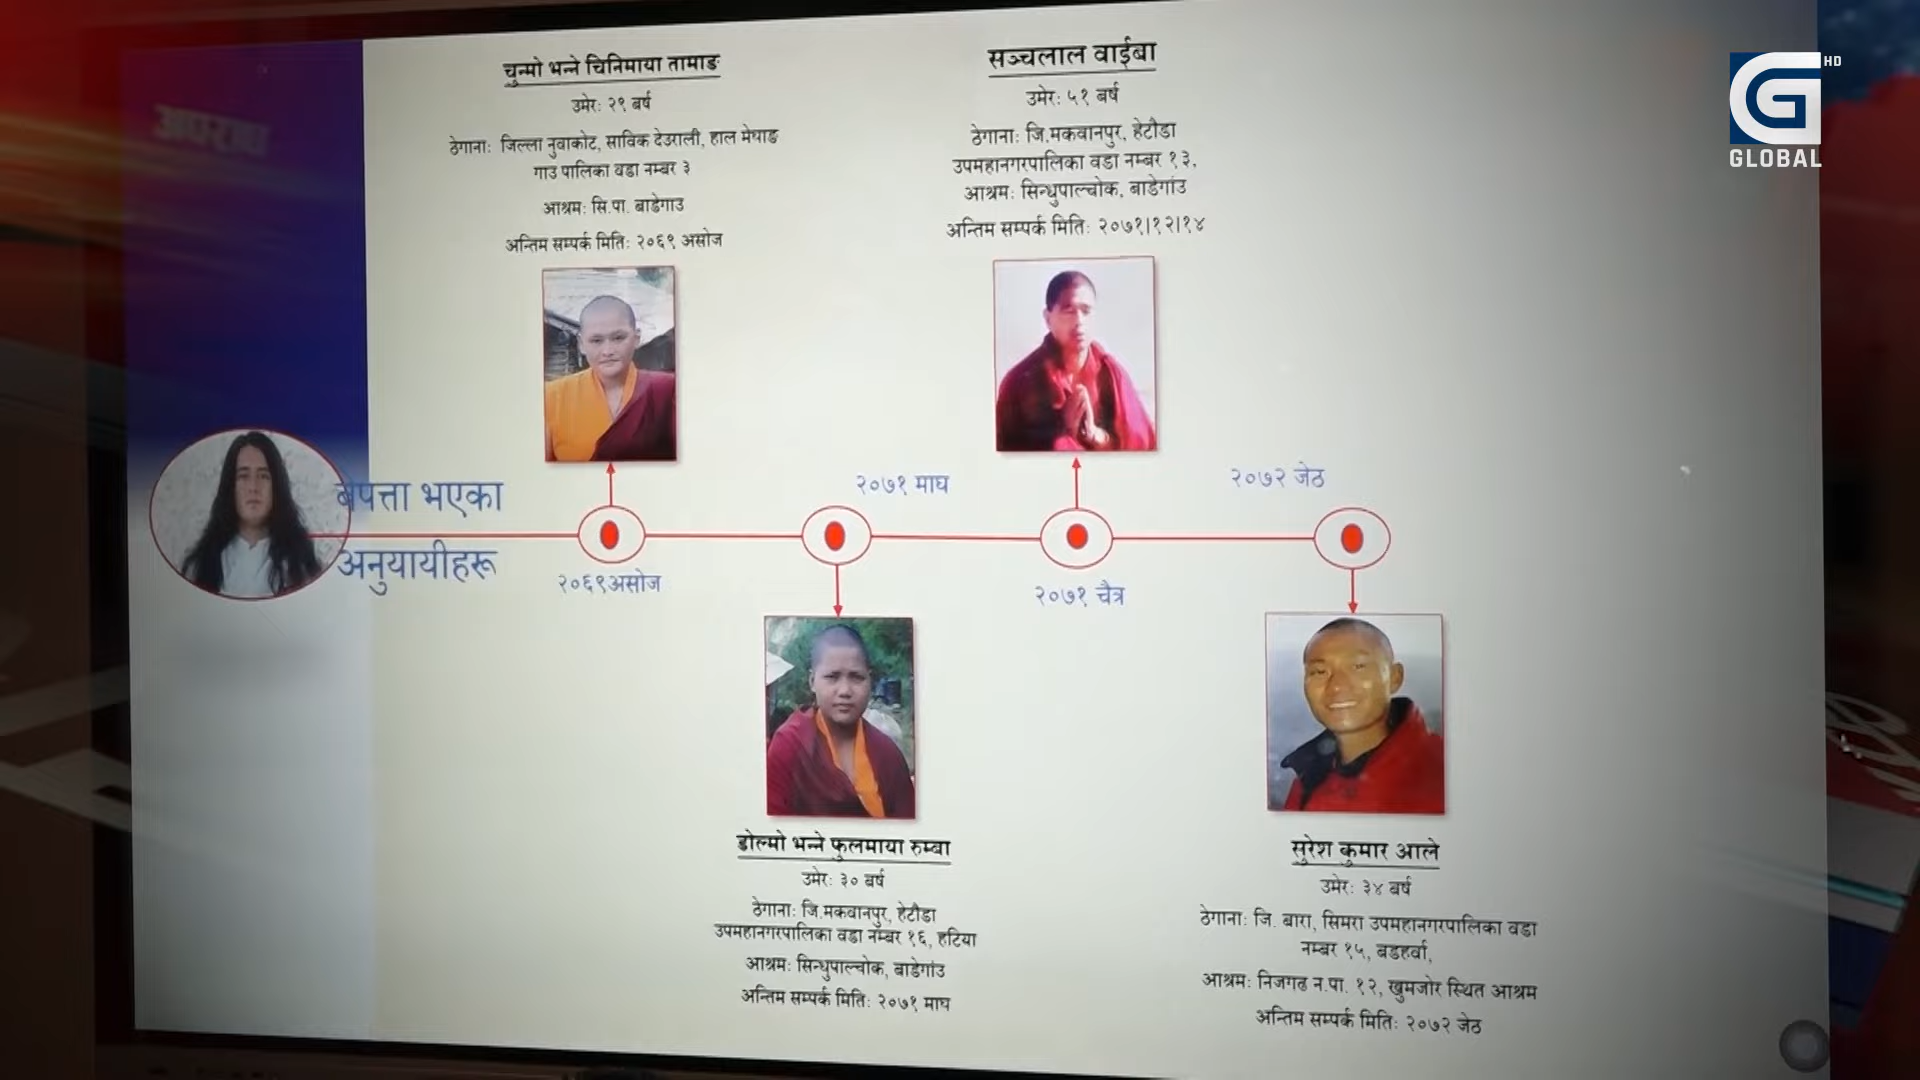 चुन्मो भन्ने चिनिमाया तामाङ
उमेर: २९ बर्ष
ठेगाना: जिल्ला नुवाकोट, साविक देउराली, हाल मेघाङ
गाउ पालिका वडा नम्बर ३
आश्रम: सि.पा. बाडेगाउ
अन्तिम सम्पर्क मिति: २०६९ असोज
सञ्चलाल वाईबा
उमेर: ५१ बर्ष
ठेगाना: जि.मकवानपुर, हेटौडा
उपमहानगरपालिका वडा नम्बर १३,
आश्रम: सिन्धुपाल्चोक, बाडेगांउ
अन्तिम सम्पर्क मिति: २०७१|१२|१४
G HD
GLOBAL
बेपत्ता भएका
अनुयायीहरू
२०६९असोज
२०७१ माघ
२०७१ चैत्र
२०७२ जेठ
डोल्मो भन्ने फुलमाया रुम्बा
उमेर: ३० बर्ष
ठेगाना: जि.मकवानपुर, हेटौडा
उपमहानगरपालिका वडा नम्बर १६, हटिया
आश्रम: सिन्धुपाल्चोक, बाडेगांउ
अन्तिम सम्पर्क मिति: २०७१ माघ
सुरेश कुमार आले
उमेर: ३४ बर्ष
ठेगाना: जि. बारा, सिमरा उपमहानगरपालिका वडा
नम्बर १५, बडहर्वा,
आश्रम: निजगढ न.पा. १२, खुमजोर स्थित आश्रम
अन्तिम सम्पर्क मिति: २०७२ जेठ